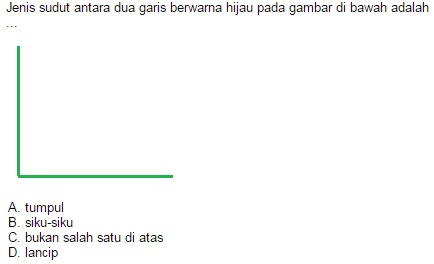 Jenis sudut antara dua garis berwarna hijau pada gambar di bawah adalah
...
A. tumpul
B. siku-siku
C. bukan salah satu di atas
D. lancip